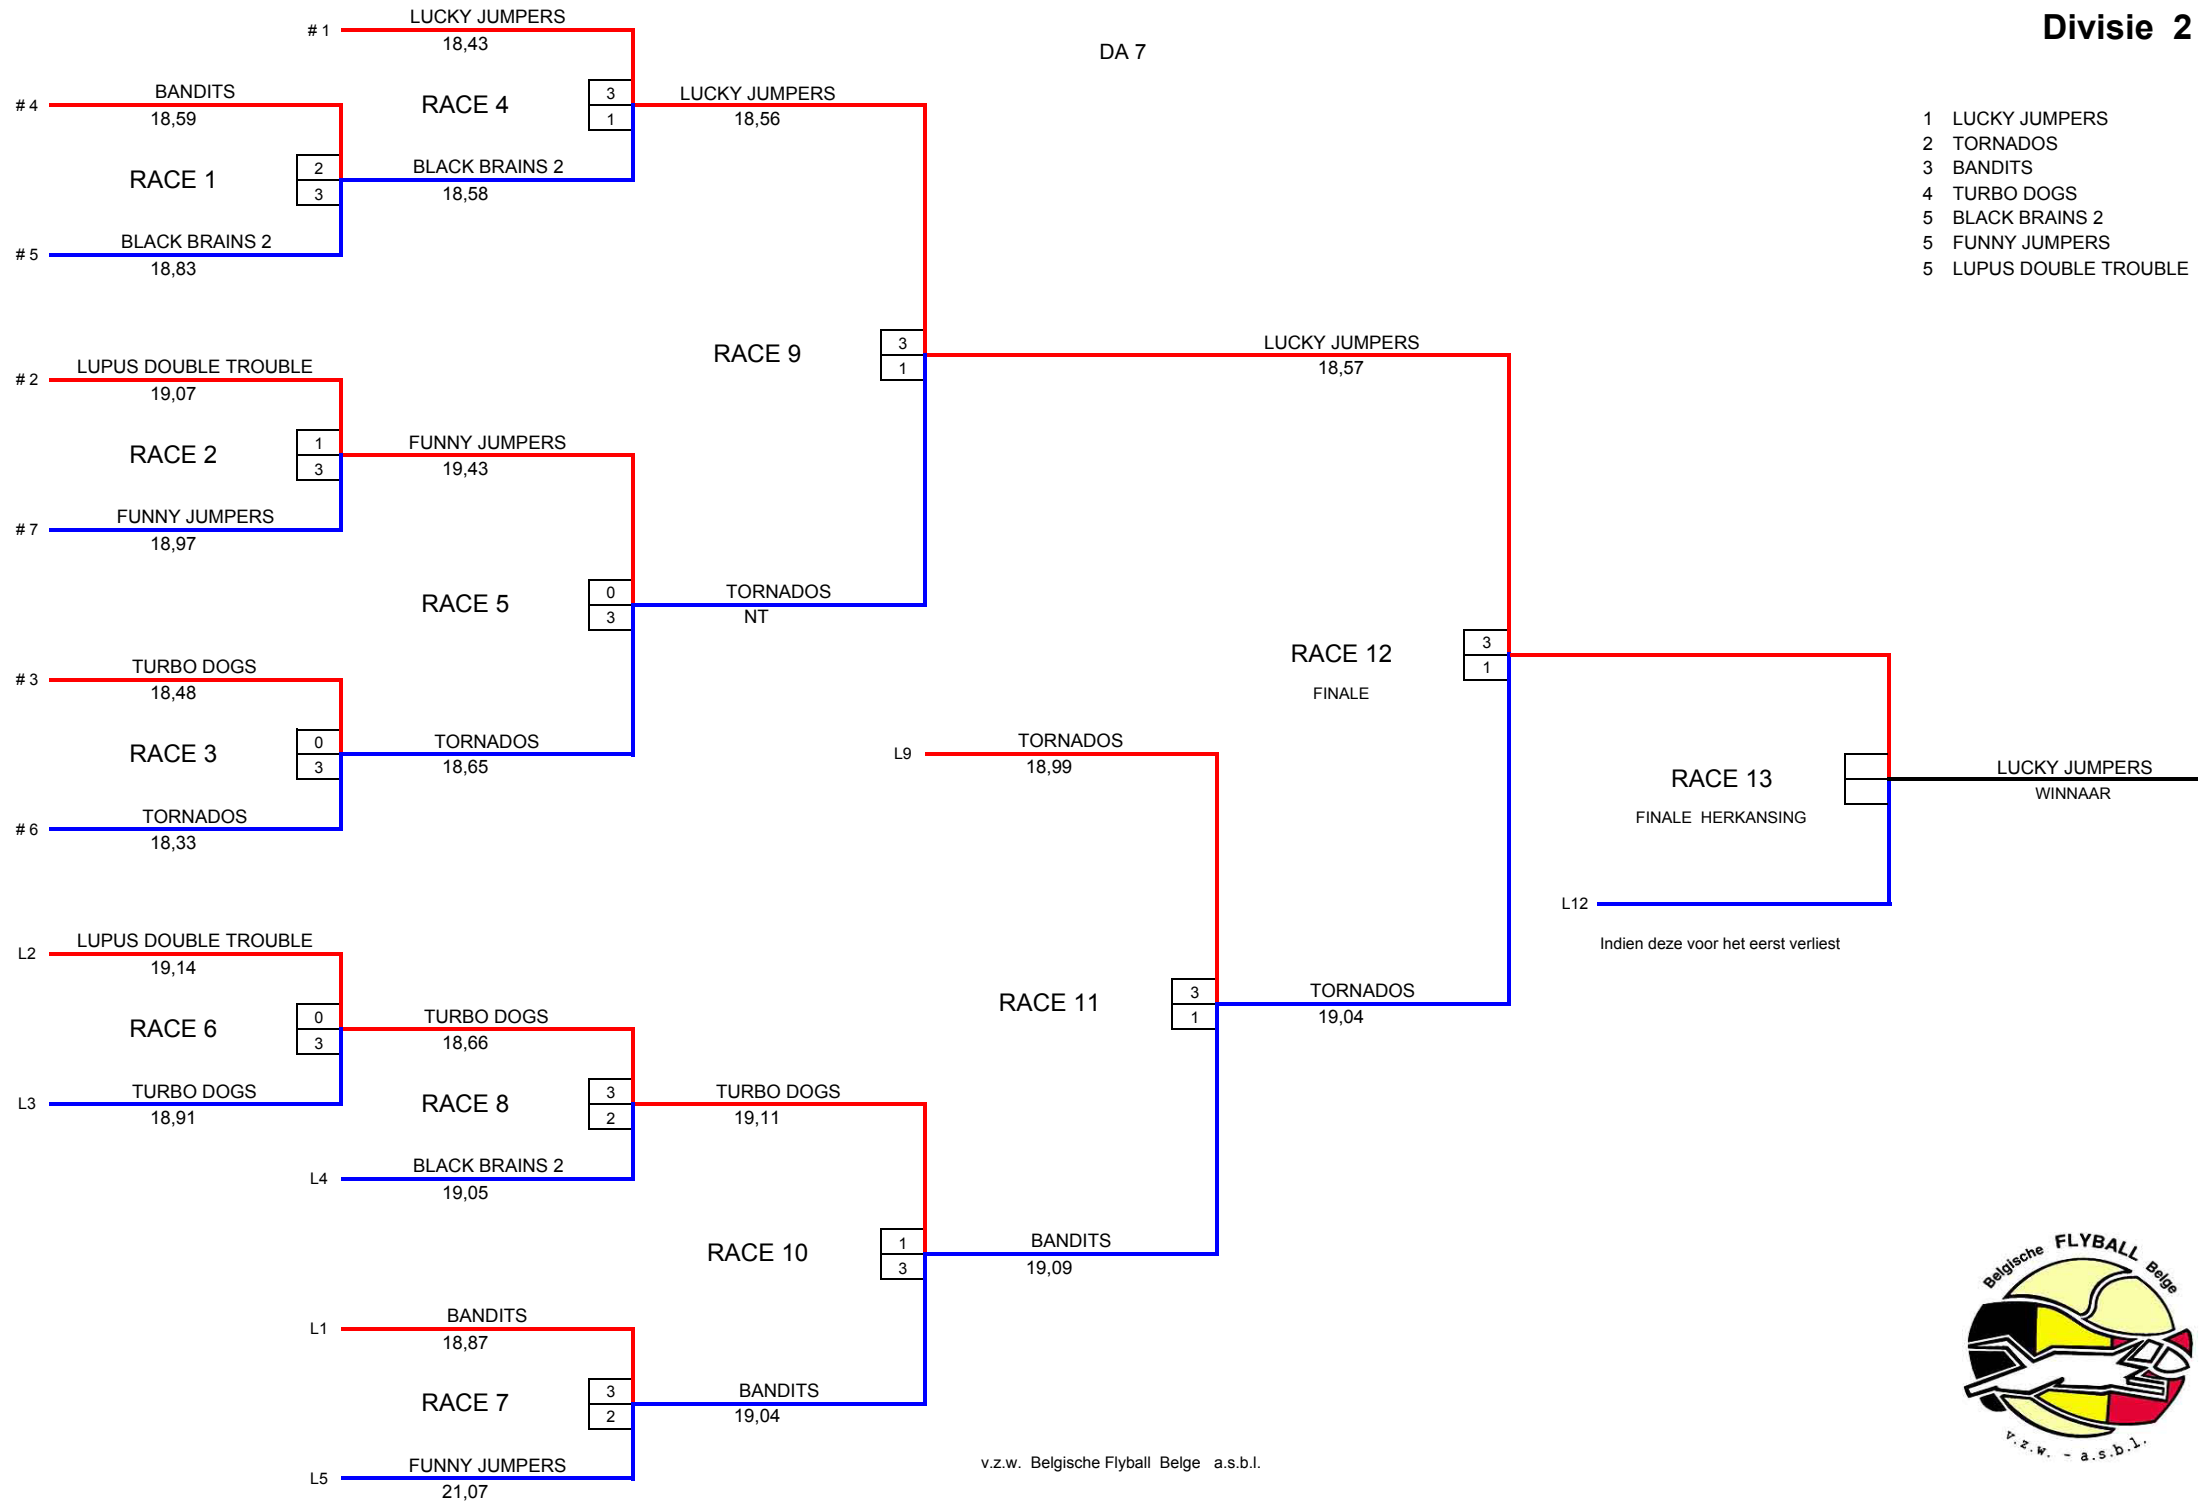 Divisie 2
DA 7
1 LUCKY JUMPERS
2 TORNADOS
3 BANDITS
4 TURBO DOGS
5 BLACK BRAINS 2
5 FUNNY JUMPERS
5 LUPUS DOUBLE TROUBLE
# 1
LUCKY JUMPERS
18,43
# 4
BANDITS
18,59
RACE 1
2
3
# 5
BLACK BRAINS 2
18,83
RACE 4
3
1
BLACK BRAINS 2
18,58
LUCKY JUMPERS
18,56
# 2
LUPUS DOUBLE TROUBLE
19,07
RACE 2
1
3
# 7
FUNNY JUMPERS
18,97
FUNNY JUMPERS
19,43
RACE 5
0
3
# 3
TURBO DOGS
18,48
RACE 3
0
3
# 6
TORNADOS
18,33
TORNADOS
18,65
TORNADOS
NT
RACE 9
3
1
LUCKY JUMPERS
18,57
L2
LUPUS DOUBLE TROUBLE
19,14
RACE 6
0
3
L3
TURBO DOGS
18,91
TURBO DOGS
18,66
RACE 8
3
2
L4
BLACK BRAINS 2
19,05
TURBO DOGS
19,11
RACE 10
1
3
L1
BANDITS
18,87
RACE 7
3
2
L5
FUNNY JUMPERS
21,07
BANDITS
19,04
L9
TORNADOS
18,99
RACE 11
3
1
BANDITS
19,09
TORNADOS
19,04
RACE 12
FINALE
3
1
RACE 13
FINALE HERKANSING
L12
Indien deze voor het eerst verliest
LUCKY JUMPERS
WINNAAR
v.z.w. Belgische Flyball Belge a.s.b.l.
Belgische FLYBALL Belge
v.z.w. - a.s.b.l.